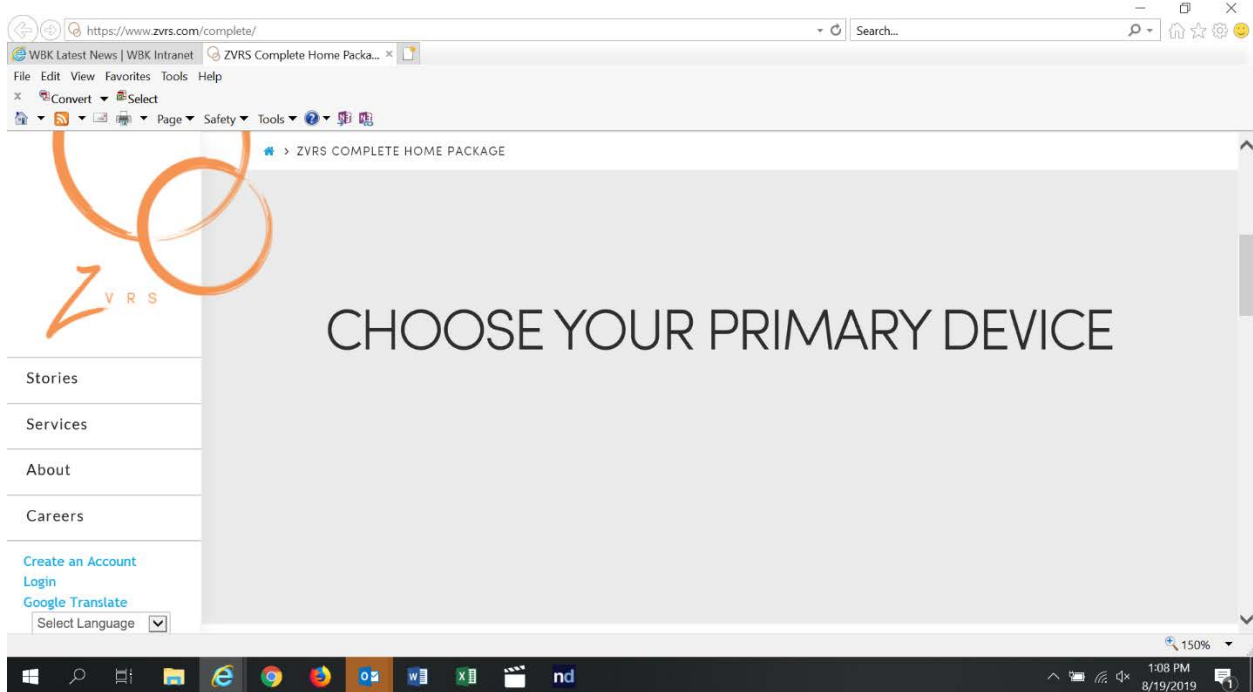 https://www.zvrs.com/complete/
Search...
WBK Latest News | WBK Intranet
ZVRS Complete Home Packa...
File Edit View Favorites Tools Help
Convert
Select
Page Safety Tools
> ZVRS COMPLETE HOME PACKAGE
Z VRS
CHOOSE YOUR PRIMARY DEVICE
Stories
Services
About
Careers
Create an Account
Login
Google Translate
Select Language
150%
nd
1:08 PM
8/19/2019
1